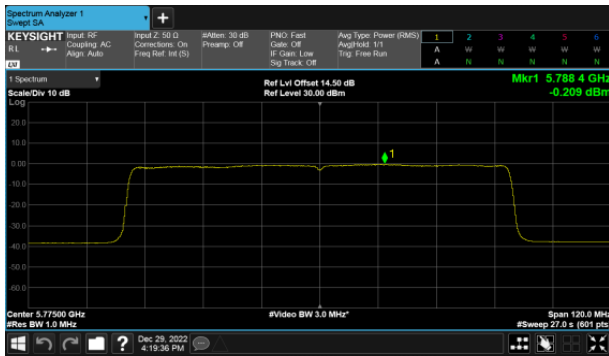 Spectrum Analyzer 1
Swept SA
KEYSIGHT Input: RF Input Z: 50 Ω #Atten: 30 dB PNO: Fast Avg Type: Power (RMS) 1 2 3 4 5 6
RL Coupling: AC Corrections: On Preamp: Off Gate: Off Avg|Hold: 1/1 A W W W W W
Align: Auto Freq Ref: Int (S) IF Gain: Low Trig: Free Run
Sig Track: Off A N N N N N
LXI
1 Spectrum Ref Lvl Offset 14.50 dB Mkr1 5.788 4 GHz
Scale/Div 10 dB Ref Level 30.00 dBm -0.209 dBm
Log
20.0
10.0
0.00
1
-10.0
-20.0
-30.0
-40.0
-50.0
-60.0
Center 5.77500 GHz #Video BW 3.0 MHz* Span 120.0 MHz
#Res BW 1.0 MHz #Sweep 27.0 s (601 pts)
? Dec 29, 2022
4:19:36 PM